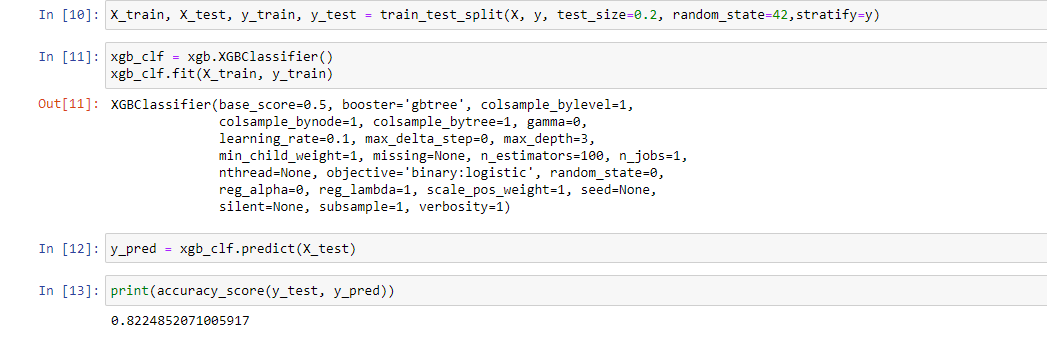 In [10]: X_train, X_test, y_train, y_test = train_test_split(X, y, test_size=0.2, random_state=42,stratify=y)
In [11]: xgb_clf = xgb.XGBClassifier()
xgb_clf.fit(X_train, y_train)
Out[11]: XGBClassifier(base_score=0.5, booster='gbtree', colsample_bylevel=1,
colsample_bynode=1, colsample_bytree=1, gamma=0,
learning_rate=0.1, max_delta_step=0, max_depth=3,
min_child_weight=1, missing=None, n_estimators=100, n_jobs=1,
nthread=None, objective='binary:logistic', random_state=0,
reg_alpha=0, reg_lambda=1, scale_pos_weight=1, seed=None,
silent=None, subsample=1, verbosity=1)
In [12]: y_pred = xgb_clf.predict(X_test)
In [13]: print(accuracy_score(y_test, y_pred))
0.8224852071005917